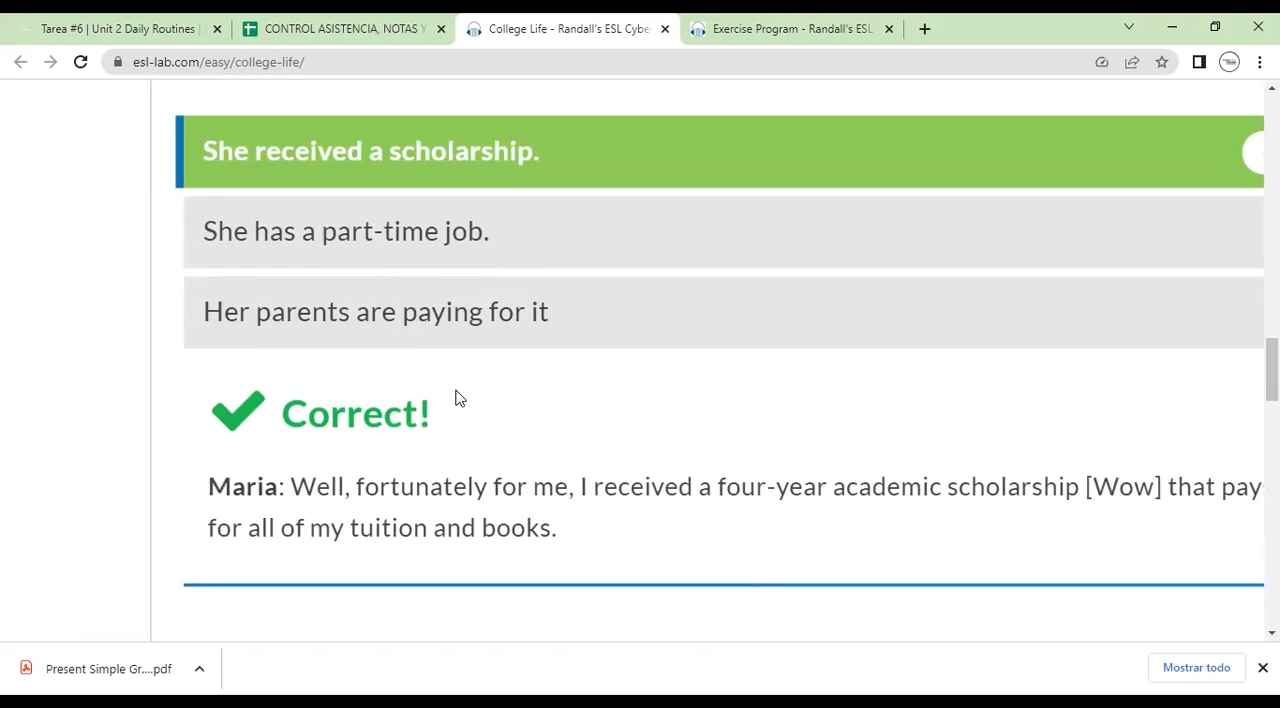 Tarea #6 | Unit 2 Daily Routines |
CONTROL ASISTENCIA, NOTAS Y
College Life - Randall's ESL Cybe
Exercise Program - Randall's ESL
esl-lab.com/easy/college-life/
She received a scholarship.
She has a part-time job.
Her parents are paying for it
Correct!
Maria: Well, fortunately for me, I received a four-year academic scholarship [Wow] that pays
for all of my tuition and books.
Present Simple Gr....pdf
Mostrar todo